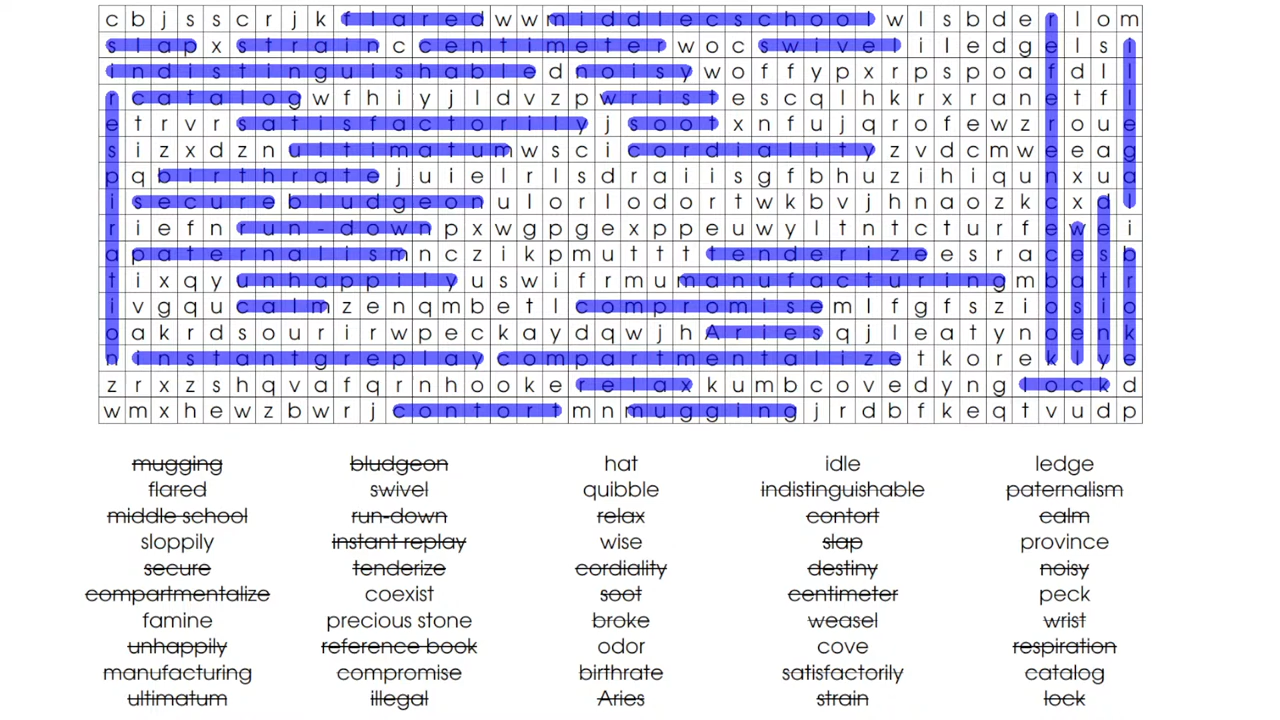 c b j s s c r j k f l a r e d w w m i d d l e c s c h o o l w l s b d e r l o m
s l a p x s t r a i n c c e n t i m e t e r w o c s w i v e l i l e d g e l s i
i n d i s t i n g u i s h a b l e d n o i s y w o f f y p x r p s p o a f d l l
r c a t a l o g w f h i y j l d v z p w r i s t e s c q l h k r x r a n e t f l
e t r v r s a t i s f a c t o r i l y j s o o t x n f u j q r o f e w z r o u e
s i z x d z n u l t i m a t u m w s c i c o r d i a l i t y z v d c m w e e a g
p q b i r t h r a t e j u i e l r l s d r a i i s g f b h u z i h i q u n x u a
i s e c u r e b l u d g e o n u l o r l o d o r t w k b v j h n a o z k c x d l
r i e f n r u n - d o w n p x w g p g e x p p e u w y l t n t c t u r f e w e i
a p a t e r n a l i s m n c z i k p m u t t t t e n d e r i z e e s r a c e s b
t i x q y u n h a p p i l y u s w i f r m u m a n u f a c t u r i n g m b a t r
i v g q u c a l m z e n q m b e t l c o m p r o m i s e m l f g f s z i o s i o
o a k r d s o u r i r w p e c k a y d q w j h A r i e s q j l e a t y n o e n k
n i n s t a n t g r e p l a y c o m p a r t m e n t a l i z e t k o r e k l y e
z r x z s h q v a f q r n h o o k e r e l a x k u m b c o v e d y n g l o c k d
w m x h e w z b w r j c o n t o r t m n m u g g i n g j r d b f k e q t v u d p
mugging bludgeon hat idle ledge
flared swivel quibble indistinguishable paternalism
middle school run-down relax contort calm
sloppily instant replay wise slap province
secure tenderize cordiality destiny noisy
compartmentalize coexist soot centimeter peck
famine precious stone broke weasel wrist
unhappily reference book odor cove respiration
manufacturing compromise birthrate satisfactorily catalog
ultimatum illegal Aries strain lock